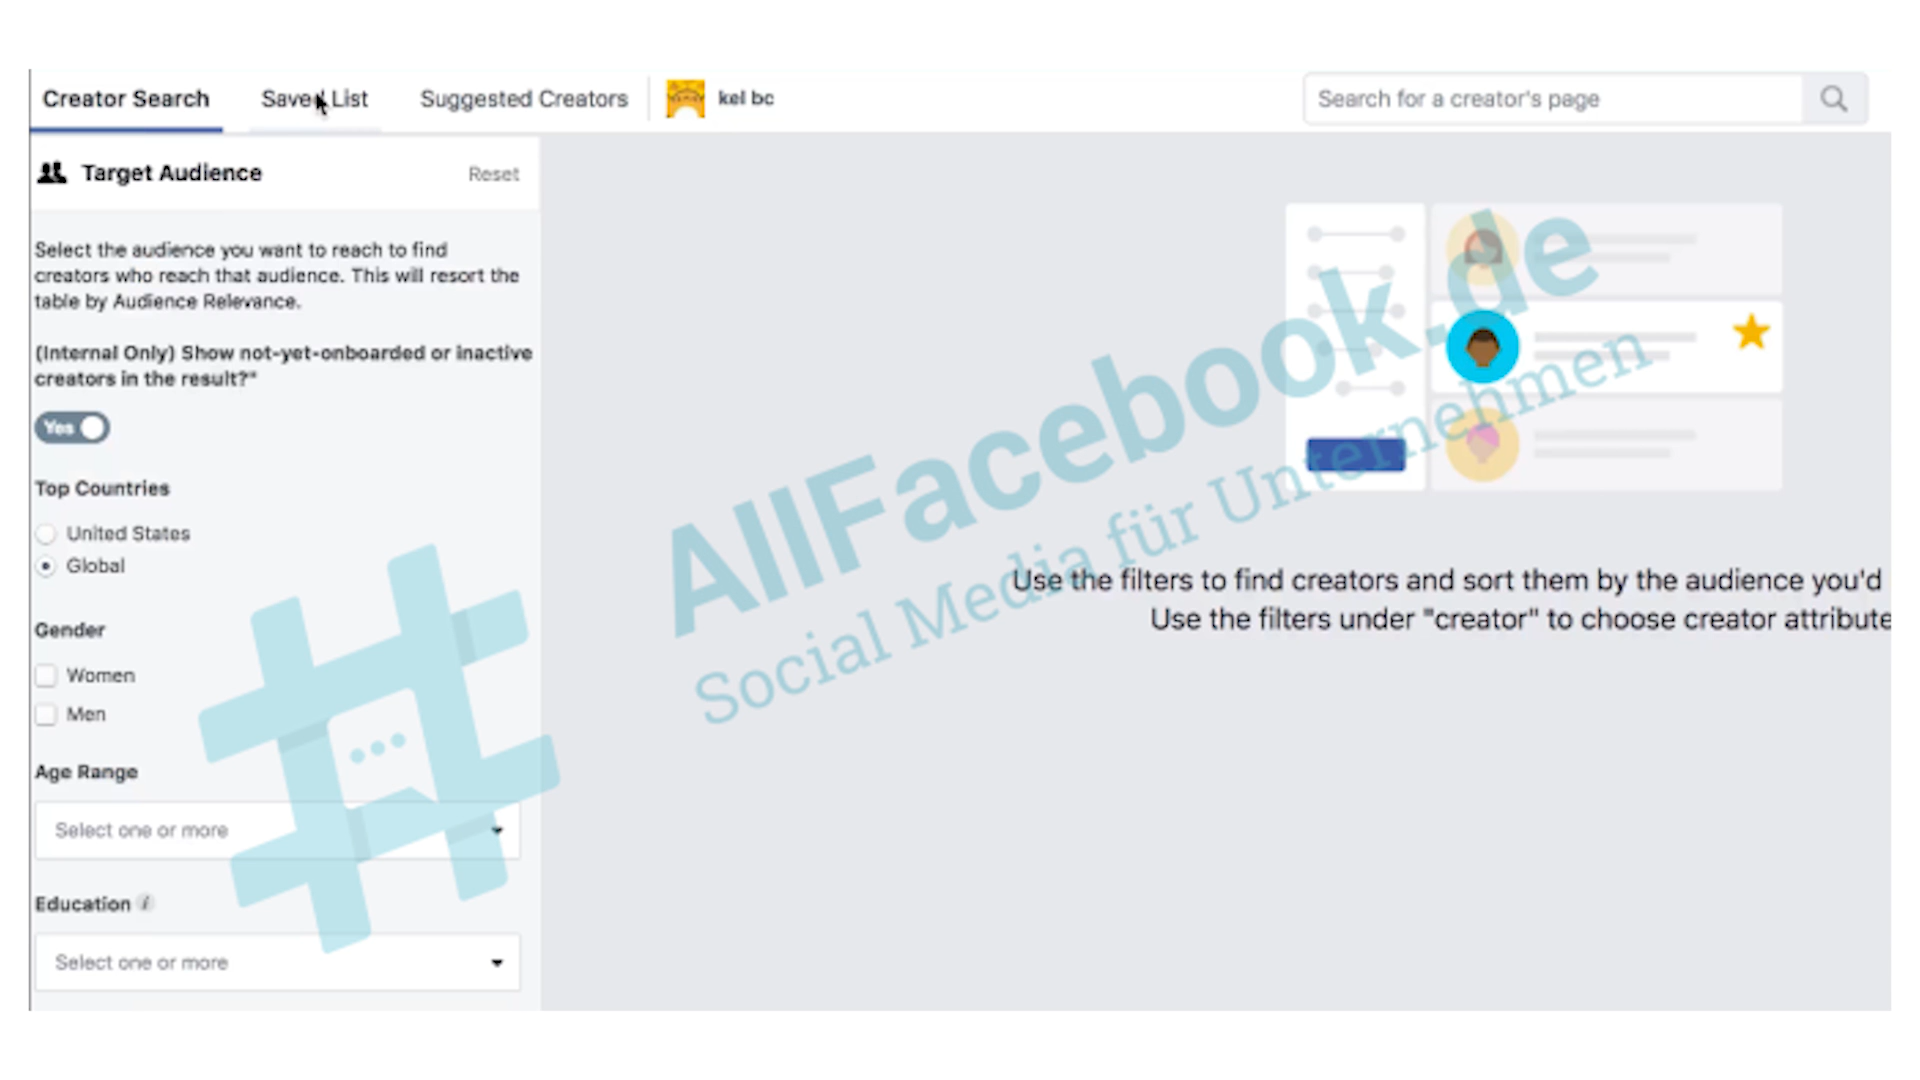 Creator Search
Saved List
Suggested Creators
kel bc
Search for a creator's page
Target Audience
Reset
Select the audience you want to reach to find
creators who reach that audience. This will resort the
table by Audience Relevance.
(Internal Only) Show not-yet-onboarded or inactive
creators in the result?*
Yes
Top Countries
United States
Global
Gender
Women
Men
Age Range
Select one or more
Education
Select one or more
AllFacebook.de
Social Media für Unternehmen
Use the filters to find creators and sort them by the audience you'd
Use the filters under "creator" to choose creator attribute